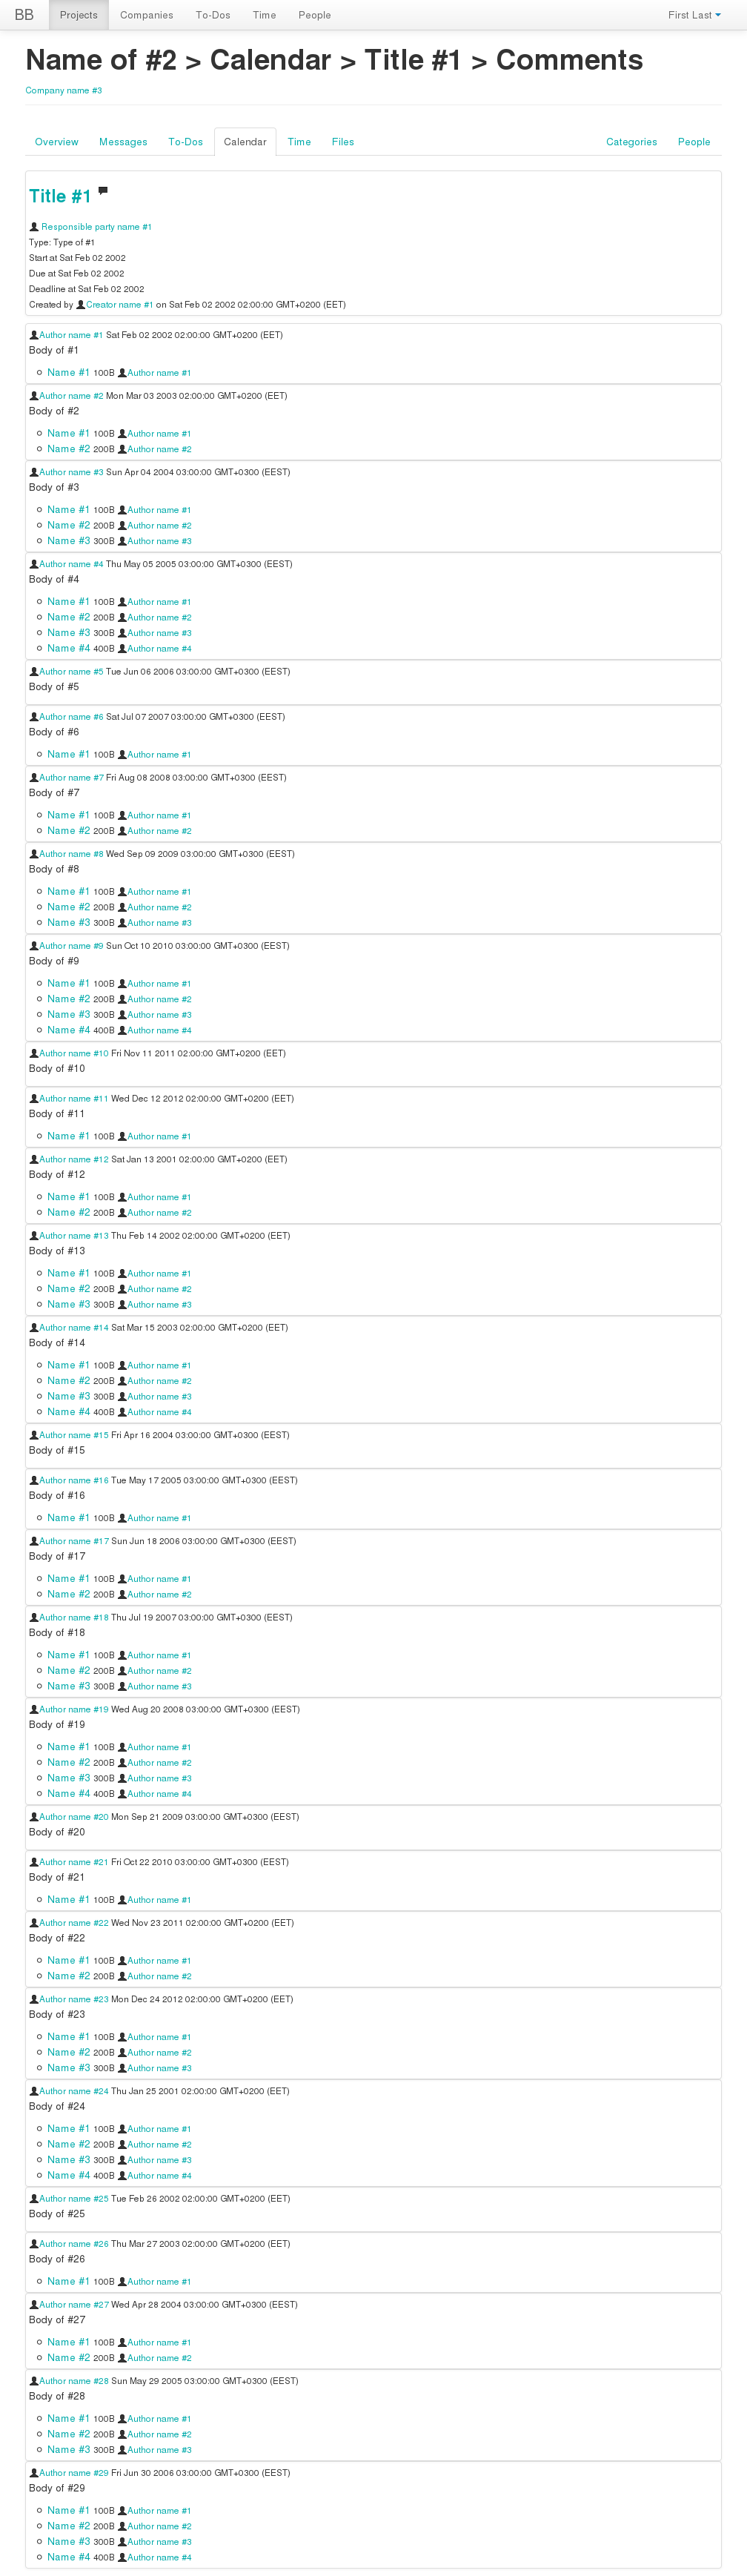 BB Projects Companies To-Dos Time People First Last
Name of #2 > Calendar > Title #1 > Comments
Company name #3
Overview Messages To-Dos Calendar Time Files Categories People
Title #1
Responsible party name #1
Type: Type of #1
Start at Sat Feb 02 2002
Due at Sat Feb 02 2002
Deadline at Sat Feb 02 2002
Created by Creator name #1 on Sat Feb 02 2002 02:00:00 GMT+0200 (EET)
Author name #1 Sat Feb 02 2002 02:00:00 GMT+0200 (EET)
Body of #1
Name #1 100B Author name #1
Author name #2 Mon Mar 03 2003 02:00:00 GMT+0200 (EET)
Body of #2
Name #1 100B Author name #1
Name #2 200B Author name #2
Author name #3 Sun Apr 04 2004 03:00:00 GMT+0300 (EEST)
Body of #3
Name #1 100B Author name #1
Name #2 200B Author name #2
Name #3 300B Author name #3
Author name #4 Thu May 05 2005 03:00:00 GMT+0300 (EEST)
Body of #4
Name #1 100B Author name #1
Name #2 200B Author name #2
Name #3 300B Author name #3
Name #4 400B Author name #4
Author name #5 Tue Jun 06 2006 03:00:00 GMT+0300 (EEST)
Body of #5
Author name #6 Sat Jul 07 2007 03:00:00 GMT+0300 (EEST)
Body of #6
Name #1 100B Author name #1
Author name #7 Fri Aug 08 2008 03:00:00 GMT+0300 (EEST)
Body of #7
Name #1 100B Author name #1
Name #2 200B Author name #2
Author name #8 Wed Sep 09 2009 03:00:00 GMT+0300 (EEST)
Body of #8
Name #1 100B Author name #1
Name #2 200B Author name #2
Name #3 300B Author name #3
Author name #9 Sun Oct 10 2010 03:00:00 GMT+0300 (EEST)
Body of #9
Name #1 100B Author name #1
Name #2 200B Author name #2
Name #3 300B Author name #3
Name #4 400B Author name #4
Author name #10 Fri Nov 11 2011 02:00:00 GMT+0200 (EET)
Body of #10
Author name #11 Wed Dec 12 2012 02:00:00 GMT+0200 (EET)
Body of #11
Name #1 100B Author name #1
Author name #12 Sat Jan 13 2001 02:00:00 GMT+0200 (EET)
Body of #12
Name #1 100B Author name #1
Name #2 200B Author name #2
Author name #13 Thu Feb 14 2002 02:00:00 GMT+0200 (EET)
Body of #13
Name #1 100B Author name #1
Name #2 200B Author name #2
Name #3 300B Author name #3
Author name #14 Sat Mar 15 2003 02:00:00 GMT+0200 (EET)
Body of #14
Name #1 100B Author name #1
Name #2 200B Author name #2
Name #3 300B Author name #3
Name #4 400B Author name #4
Author name #15 Fri Apr 16 2004 03:00:00 GMT+0300 (EEST)
Body of #15
Author name #16 Tue May 17 2005 03:00:00 GMT+0300 (EEST)
Body of #16
Name #1 100B Author name #1
Author name #17 Sun Jun 18 2006 03:00:00 GMT+0300 (EEST)
Body of #17
Name #1 100B Author name #1
Name #2 200B Author name #2
Author name #18 Thu Jul 19 2007 03:00:00 GMT+0300 (EEST)
Body of #18
Name #1 100B Author name #1
Name #2 200B Author name #2
Name #3 300B Author name #3
Author name #19 Wed Aug 20 2008 03:00:00 GMT+0300 (EEST)
Body of #19
Name #1 100B Author name #1
Name #2 200B Author name #2
Name #3 300B Author name #3
Name #4 400B Author name #4
Author name #20 Mon Sep 21 2009 03:00:00 GMT+0300 (EEST)
Body of #20
Author name #21 Fri Oct 22 2010 03:00:00 GMT+0300 (EEST)
Body of #21
Name #1 100B Author name #1
Author name #22 Wed Nov 23 2011 02:00:00 GMT+0200 (EET)
Body of #22
Name #1 100B Author name #1
Name #2 200B Author name #2
Author name #23 Mon Dec 24 2012 02:00:00 GMT+0200 (EET)
Body of #23
Name #1 100B Author name #1
Name #2 200B Author name #2
Name #3 300B Author name #3
Author name #24 Thu Jan 25 2001 02:00:00 GMT+0200 (EET)
Body of #24
Name #1 100B Author name #1
Name #2 200B Author name #2
Name #3 300B Author name #3
Name #4 400B Author name #4
Author name #25 Tue Feb 26 2002 02:00:00 GMT+0200 (EET)
Body of #25
Author name #26 Thu Mar 27 2003 02:00:00 GMT+0200 (EET)
Body of #26
Name #1 100B Author name #1
Author name #27 Wed Apr 28 2004 03:00:00 GMT+0300 (EEST)
Body of #27
Name #1 100B Author name #1
Name #2 200B Author name #2
Author name #28 Sun May 29 2005 03:00:00 GMT+0300 (EEST)
Body of #28
Name #1 100B Author name #1
Name #2 200B Author name #2
Name #3 300B Author name #3
Author name #29 Fri Jun 30 2006 03:00:00 GMT+0300 (EEST)
Body of #29
Name #1 100B Author name #1
Name #2 200B Author name #2
Name #3 300B Author name #3
Name #4 400B Author name #4